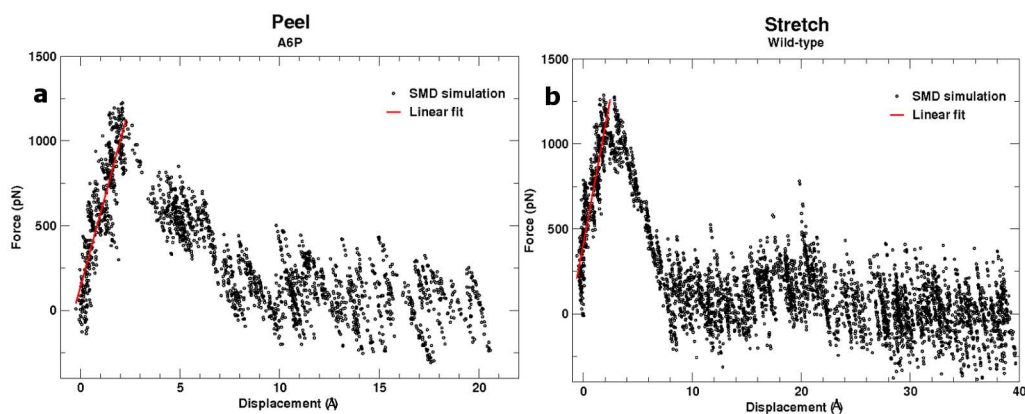 Peel
A6P
a
1500
1000
500
0
Force (pN)
SMD simulation
Linear fit
0 5 10 15 20
Displacement (Å)
Stretch
Wild-type
b
1500
1000
500
0
Force (pN)
SMD simulation
Linear fit
0 10 20 30 40
Displacement (Å)